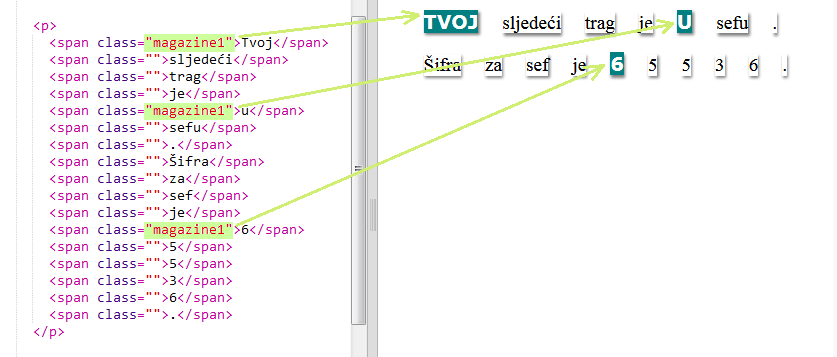 <p>
<span class="magazine1">Tvoj</span>
<span class="">sljedeći</span>
<span class="">trag</span>
<span class="">je</span>
<span class="magazine1">u</span>
<span class="">sefu</span>
<span class="">.</span>
<span class="">Šifra</span>
<span class="">za</span>
<span class="">sef</span>
<span class="">je</span>
<span class="magazine1">6</span>
<span class="">5</span>
<span class="">5</span>
<span class="">3</span>
<span class="">6</span>
<span class="">.</span>
</p>
TVOJ sljedeći trag je U sefu .
Šifra za sef je 6 5 5 3 6 .